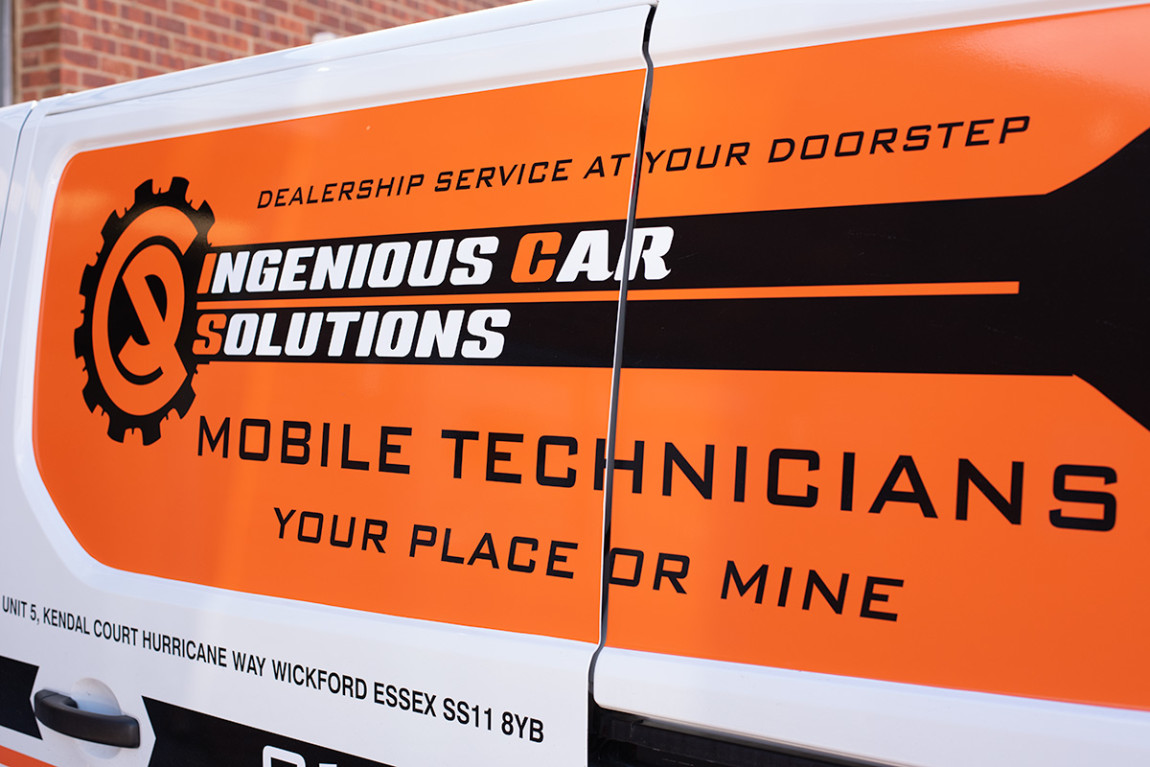 DEALERSHIP SERVICE AT YOUR DOORSTEP
INGENIOUS CAR
SOLUTIONS
MOBILE TECHNICIANS
YOUR PLACE OR MINE
UNIT 5, KENDAL COURT HURRICANE WAY WICKFORD ESSEX SS11 8YB